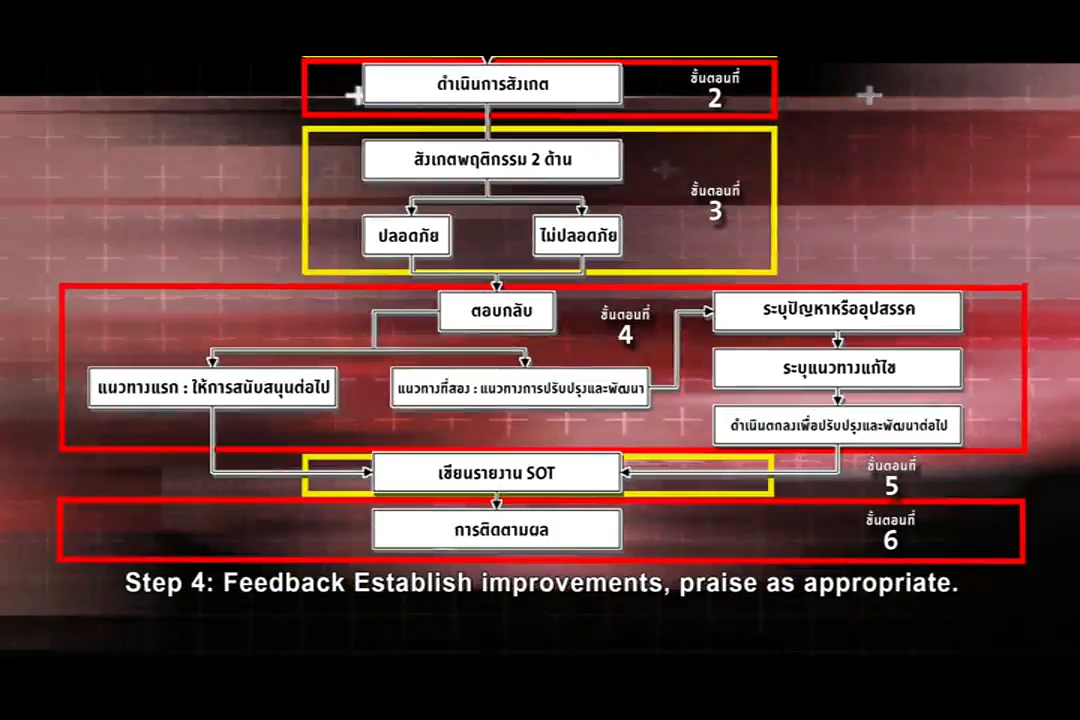 ดำเนินการสังเกต
ขั้นตอนที่
2
สังเกตพฤติกรรม 2 ด้าน
ขั้นตอนที่
3
ปลอดภัย
ไม่ปลอดภัย
ตอบกลับ
ขั้นตอนที่
4
ระบุปัญหาหรืออุปสรรค
ระบุแนวทางแก้ไข
แนวทางแรก : ให้การสนับสนุนต่อไป
แนวทางที่สอง : แนวทางการปรับปรุงและพัฒนา
ดำเนินตกลงเพื่อปรับปรุงและพัฒนาต่อไป
เขียนรายงาน SOT
ขั้นตอนที่
5
การติดตามผล
ขั้นตอนที่
6
Step 4: Feedback Establish improvements, praise as appropriate.